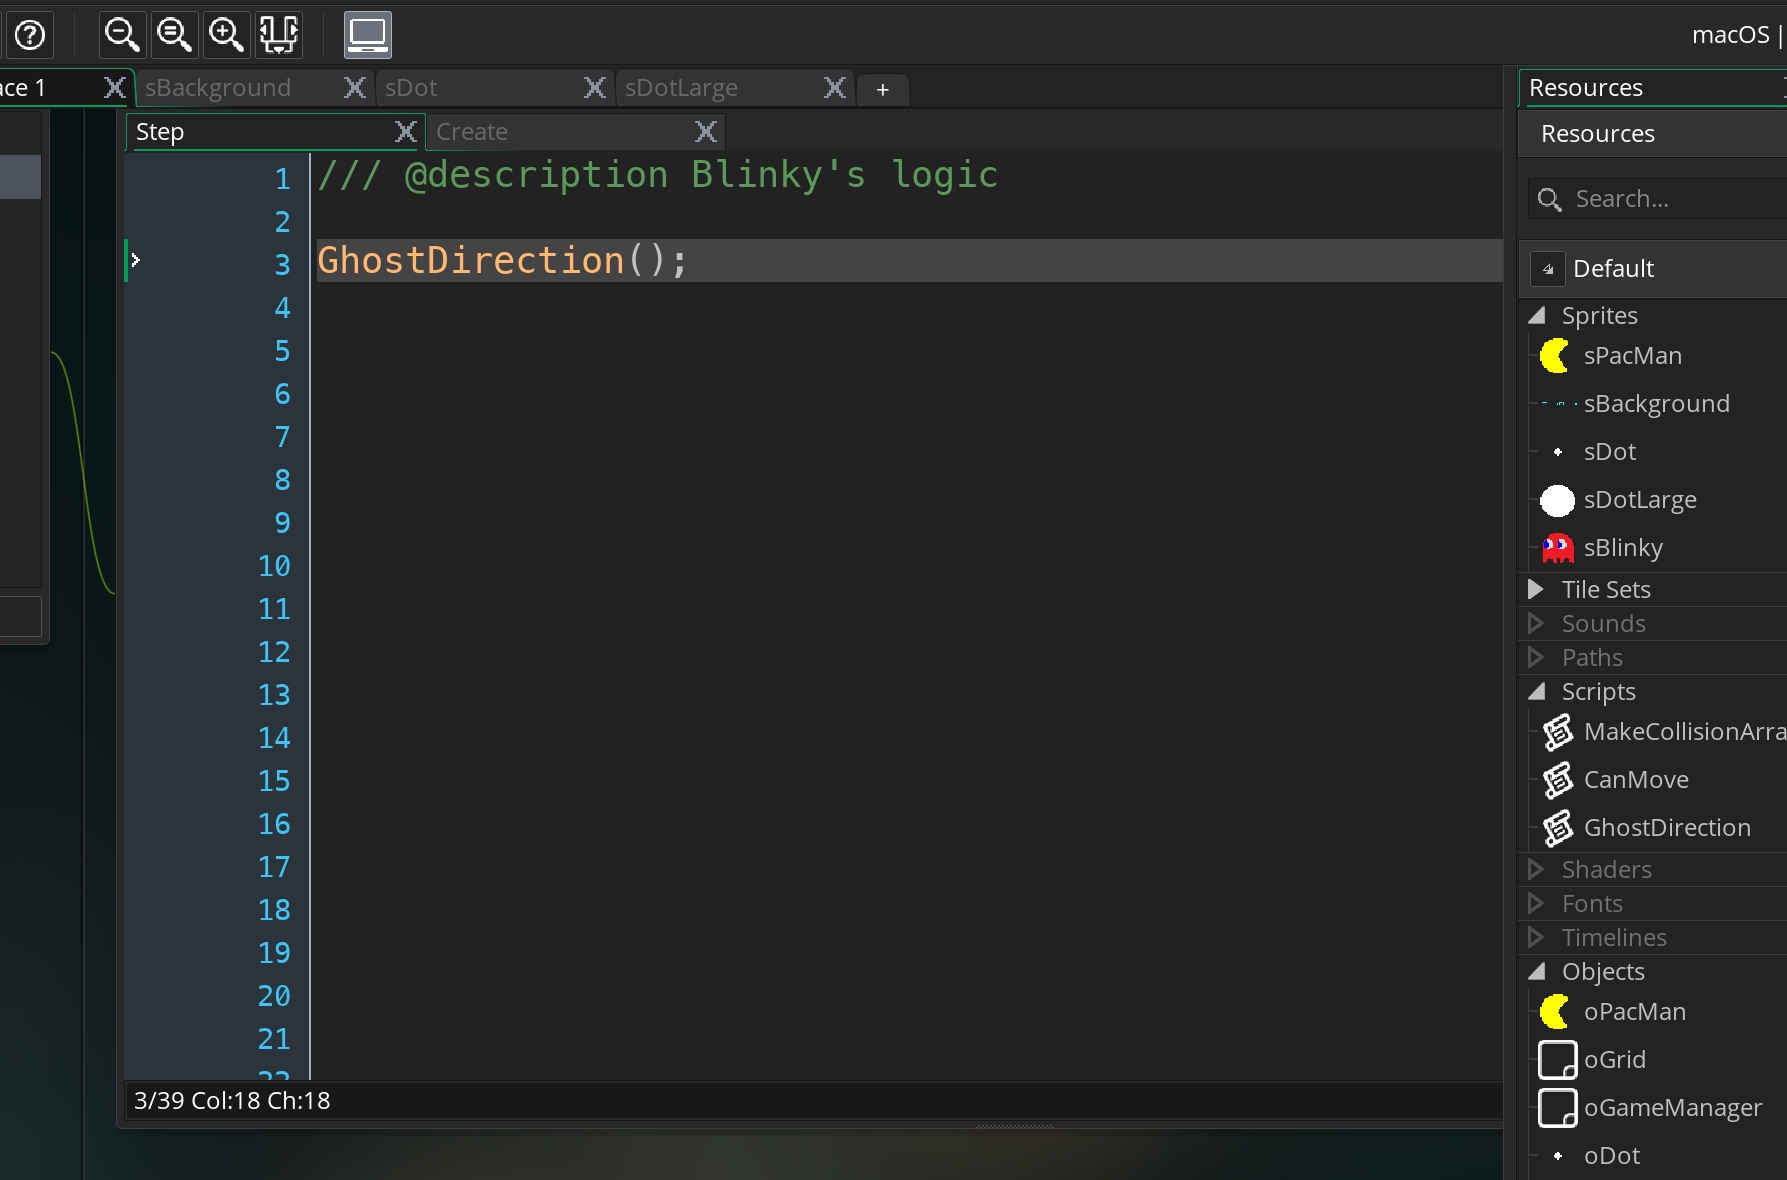 macOS |
ace 1
sBackground
sDot
sDotLarge
+
Resources
Step
Create
Resources
1 /// @description Blinky's logic
2
3 GhostDirection();
4
5
6
7
8
9
10
11
12
13
14
15
16
17
18
19
20
21
22
3/39 Col:18 Ch:18
Search...
Default
Sprites
sPacMan
sBackground
sDot
sDotLarge
sBlinky
Tile Sets
Sounds
Paths
Scripts
MakeCollisionArra
CanMove
GhostDirection
Shaders
Fonts
Timelines
Objects
oPacMan
oGrid
oGameManager
oDot